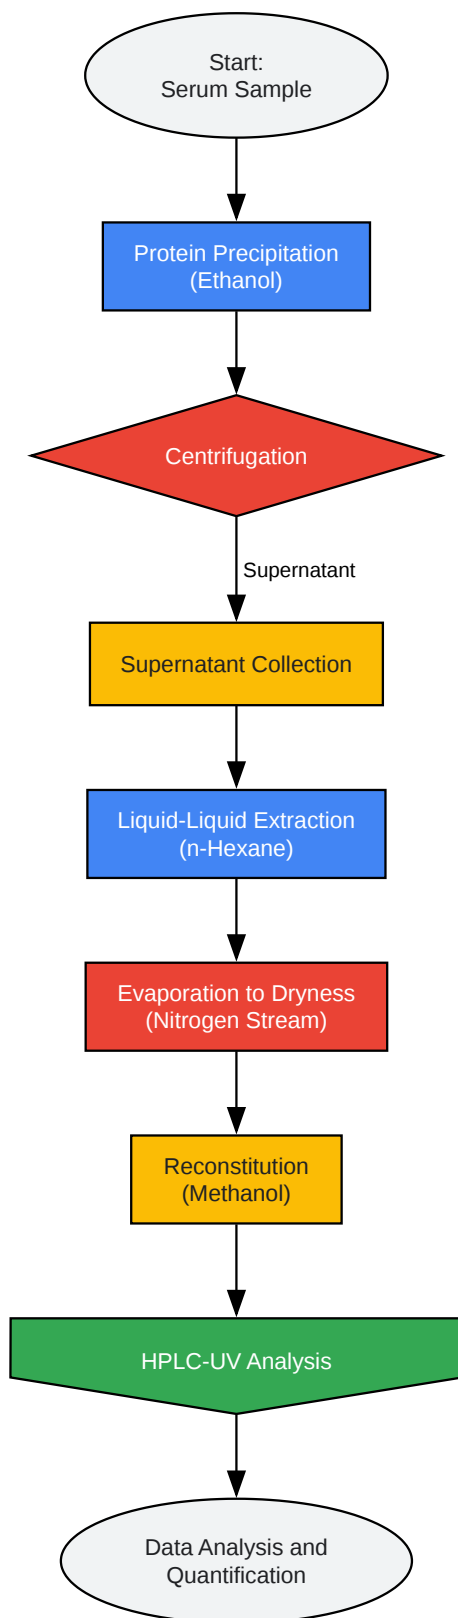 Start:
Serum Sample
Protein Precipitation
(Ethanol)
Centrifugation
Supernatant
Supernatant Collection
Liquid-Liquid Extraction
(n-Hexane)
Evaporation to Dryness
(Nitrogen Stream)
Reconstitution
(Methanol)
HPLC-UV Analysis
Data Analysis and
Quantification